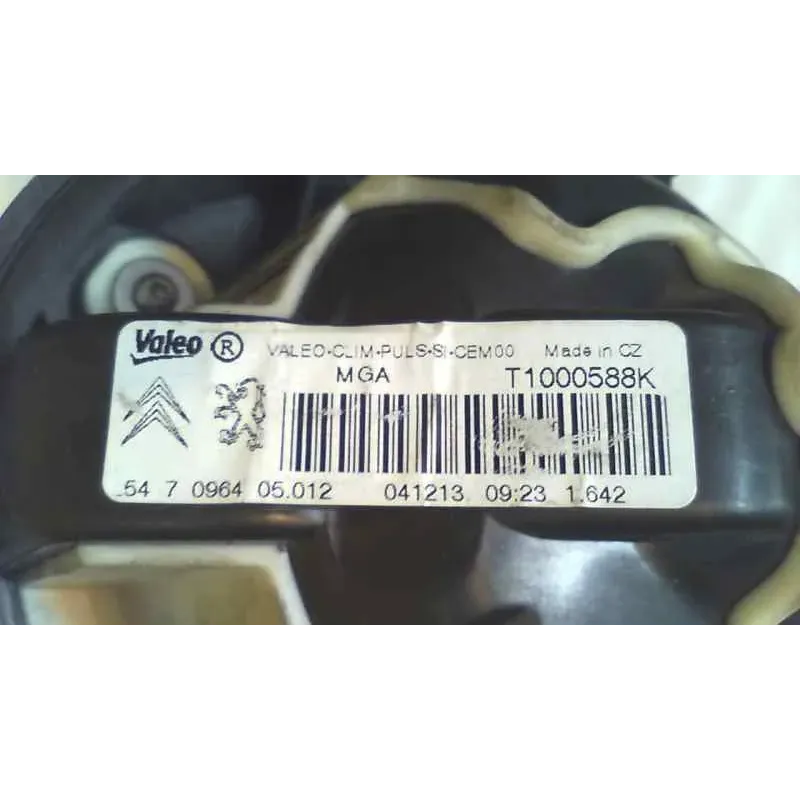 Valeo ® VALEO-CLIM-PULS-SI-CEM00 Made in CZ
MGA T1000588K
.54 7 0964 05.012 041213 09:23 1.642